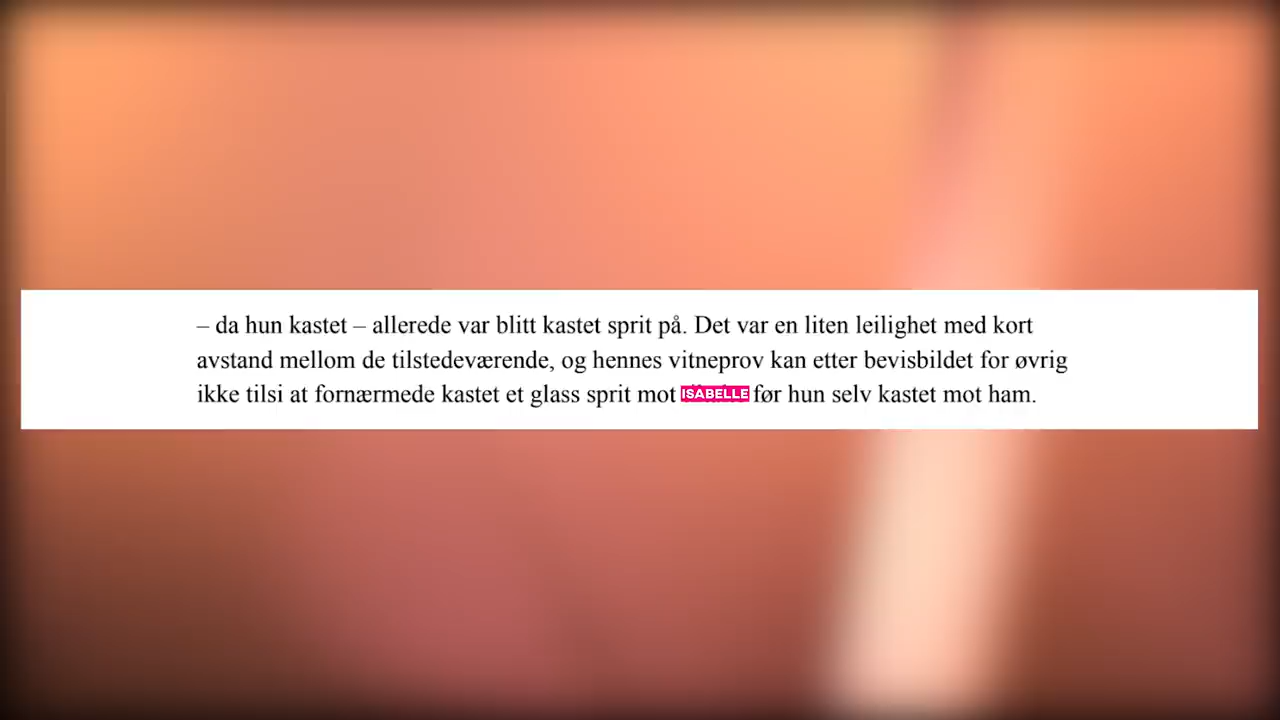 – da hun kastet – allerede var blitt kastet sprit på. Det var en liten leilighet med kort
avstand mellom de tilstedeværende, og hennes vitneprov kan etter bevisbildet for øvrig
ikke tilsi at fornærmede kastet et glass sprit mot ISABELLE før hun selv kastet mot ham.